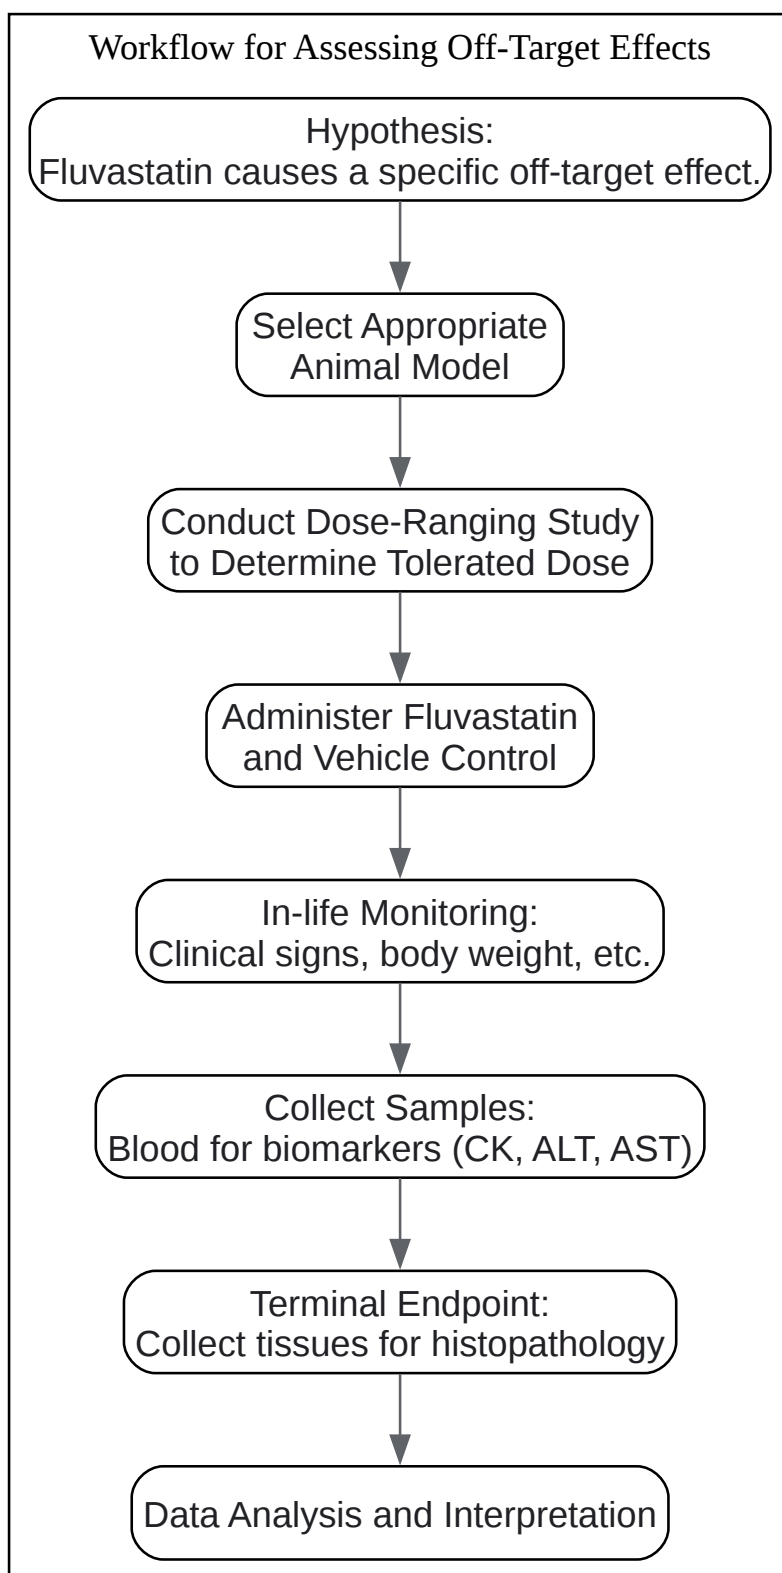 Workflow for Assessing Off-Target Effects
Hypothesis:
Fluvastatin causes a specific off-target effect.
Select Appropriate
Animal Model
Conduct Dose-Ranging Study
to Determine Tolerated Dose
Administer Fluvastatin
and Vehicle Control
In-life Monitoring:
Clinical signs, body weight, etc.
Collect Samples:
Blood for biomarkers (CK, ALT, AST)
Terminal Endpoint:
Collect tissues for histopathology
Data Analysis and Interpretation